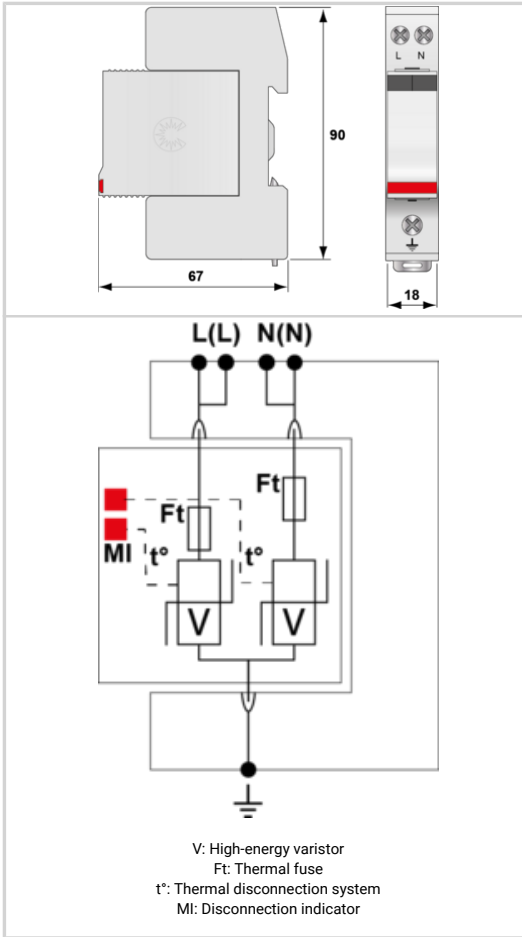 L N
90
67
18
L(L) N(N)
Ft
Ft
MI t° t°
V V
V: High-energy varistor
Ft: Thermal fuse
t°: Thermal disconnection system
MI: Disconnection indicator